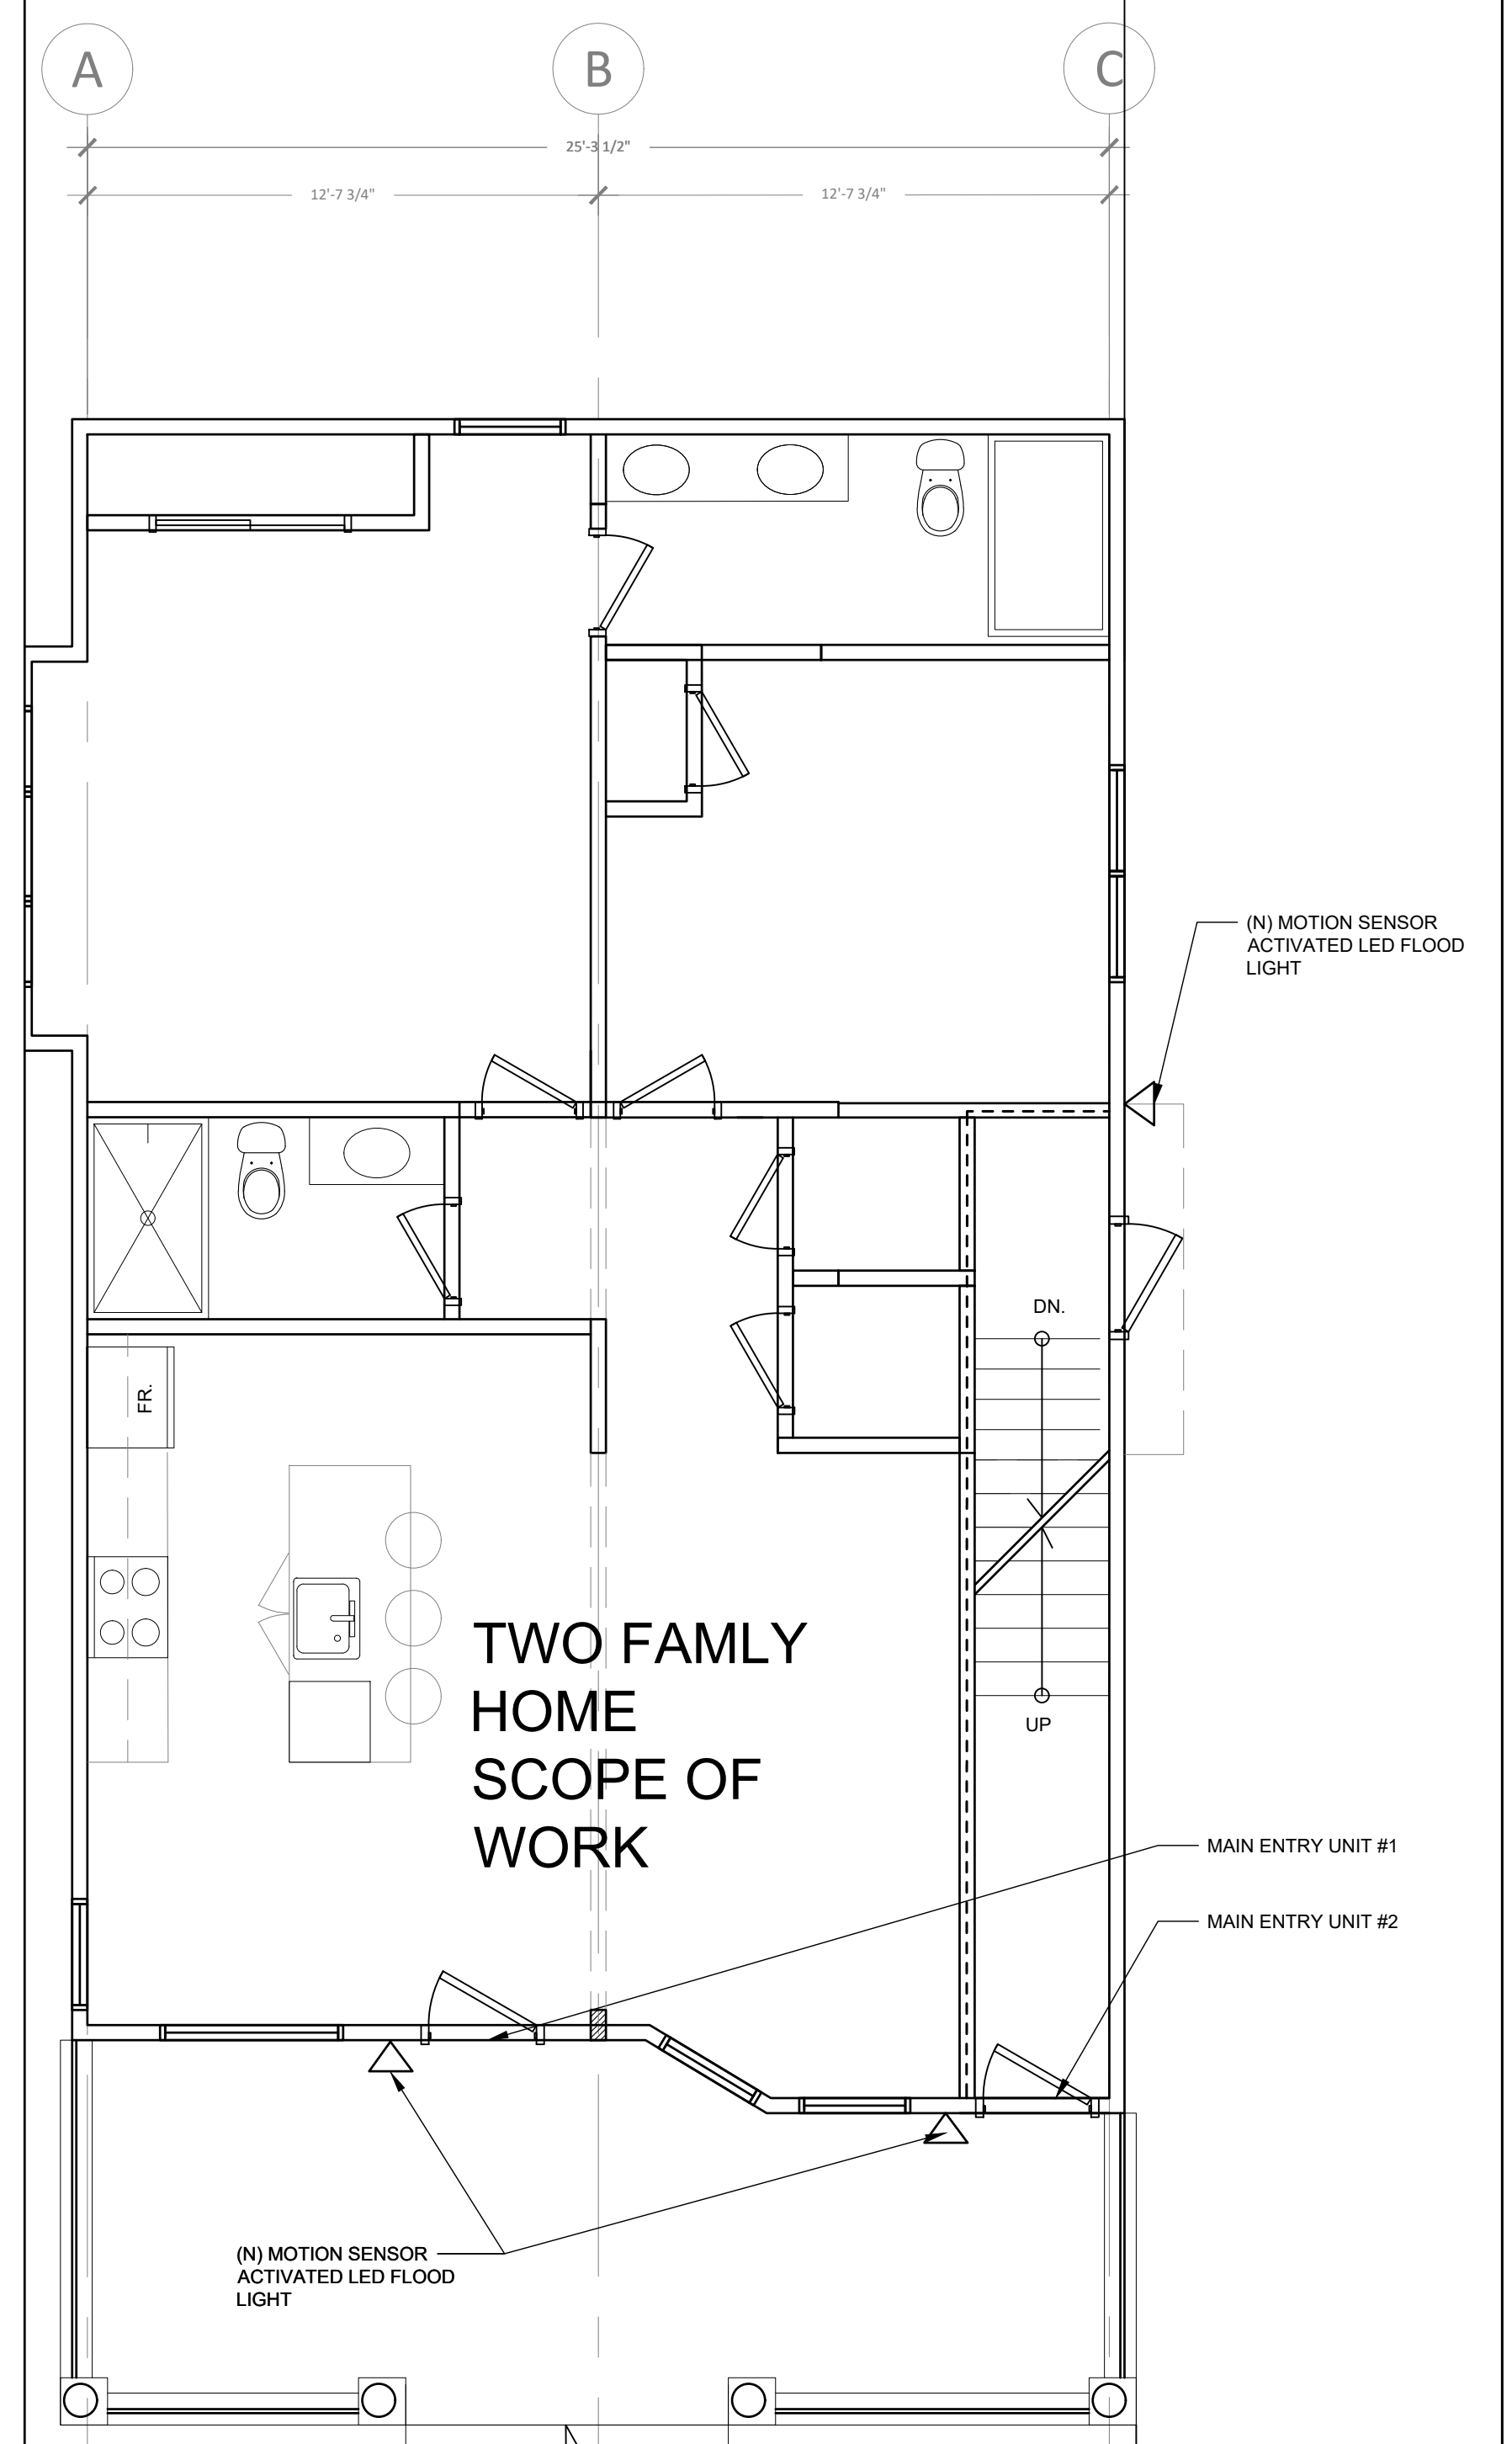 A B C
25'-3 1/2"
12'-7 3/4" 12'-7 3/4"
(N) MOTION SENSOR
ACTIVATED LED FLOOD
LIGHT
DN.
FR.
TWO FAMLY
HOME
SCOPE OF
WORK
UP
MAIN ENTRY UNIT #1
MAIN ENTRY UNIT #2
(N) MOTION SENSOR
ACTIVATED LED FLOOD
LIGHT